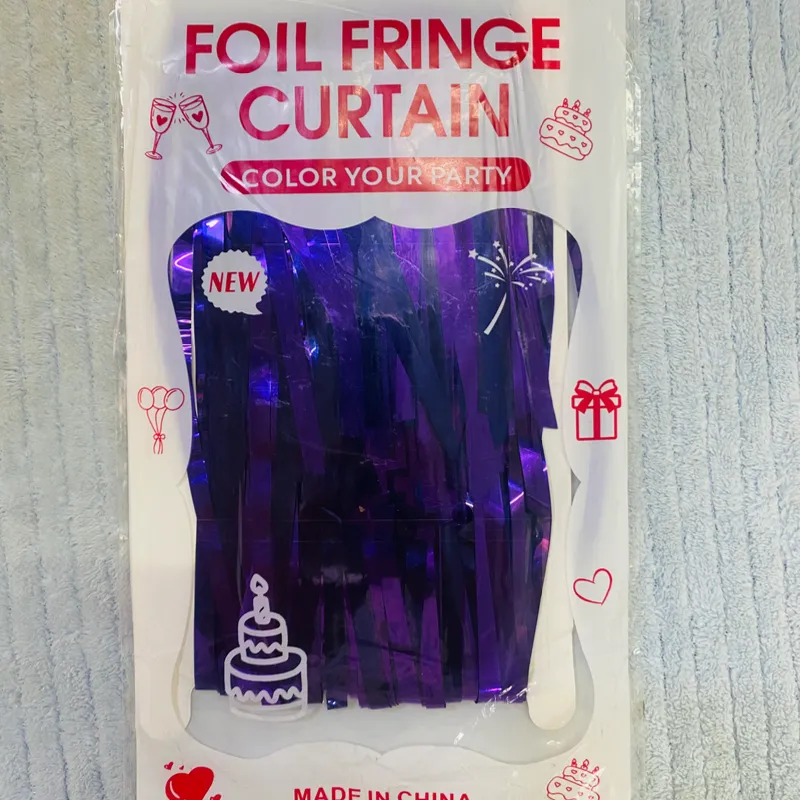 FOIL FRINGE
CURTAIN
COLOR YOUR PARTY
NEW
MADE IN CHINA